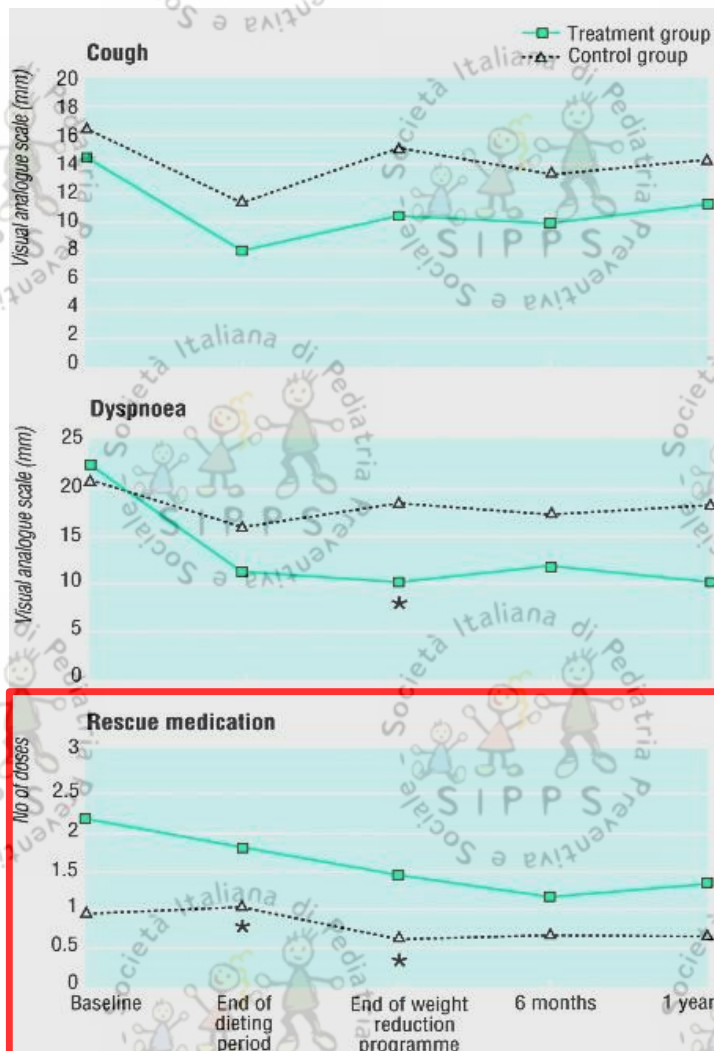 Treatment group
Control group
Cough
Visual analogue scale (mm)
20
18
16
14
12
10
8
6
4
2
0
Dyspnoea
Visual analogue scale (mm)
25
20
15
10
5
0
*
Rescue medication
No of doses
3
2.5
2
1.5
1
0.5
0
*
*
Baseline
End of dieting period
End of weight reduction programme
6 months
1 year
Società Italiana di Pediatria Preventiva e Sociale
SIPPS